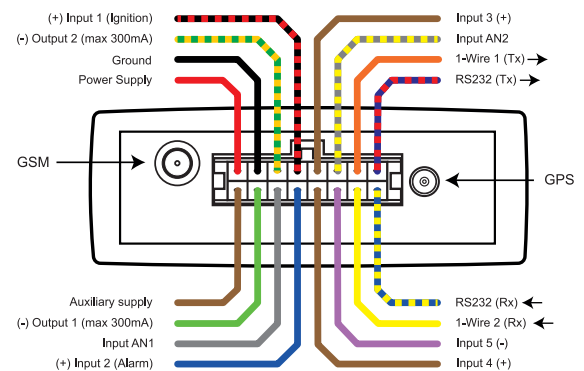 (+) Input 1 (Ignition)
(-) Output 2 (max 300mA)
Ground
Power Supply
Input 3 (+)
Input AN2
1-Wire 1 (Tx)
RS232 (Tx)
GSM
GPS
Auxiliary supply
(-) Output 1 (max 300mA)
Input AN1
(+) Input 2 (Alarm)
RS232 (Rx)
1-Wire 2 (Rx)
Input 5 (-)
Input 4 (+)